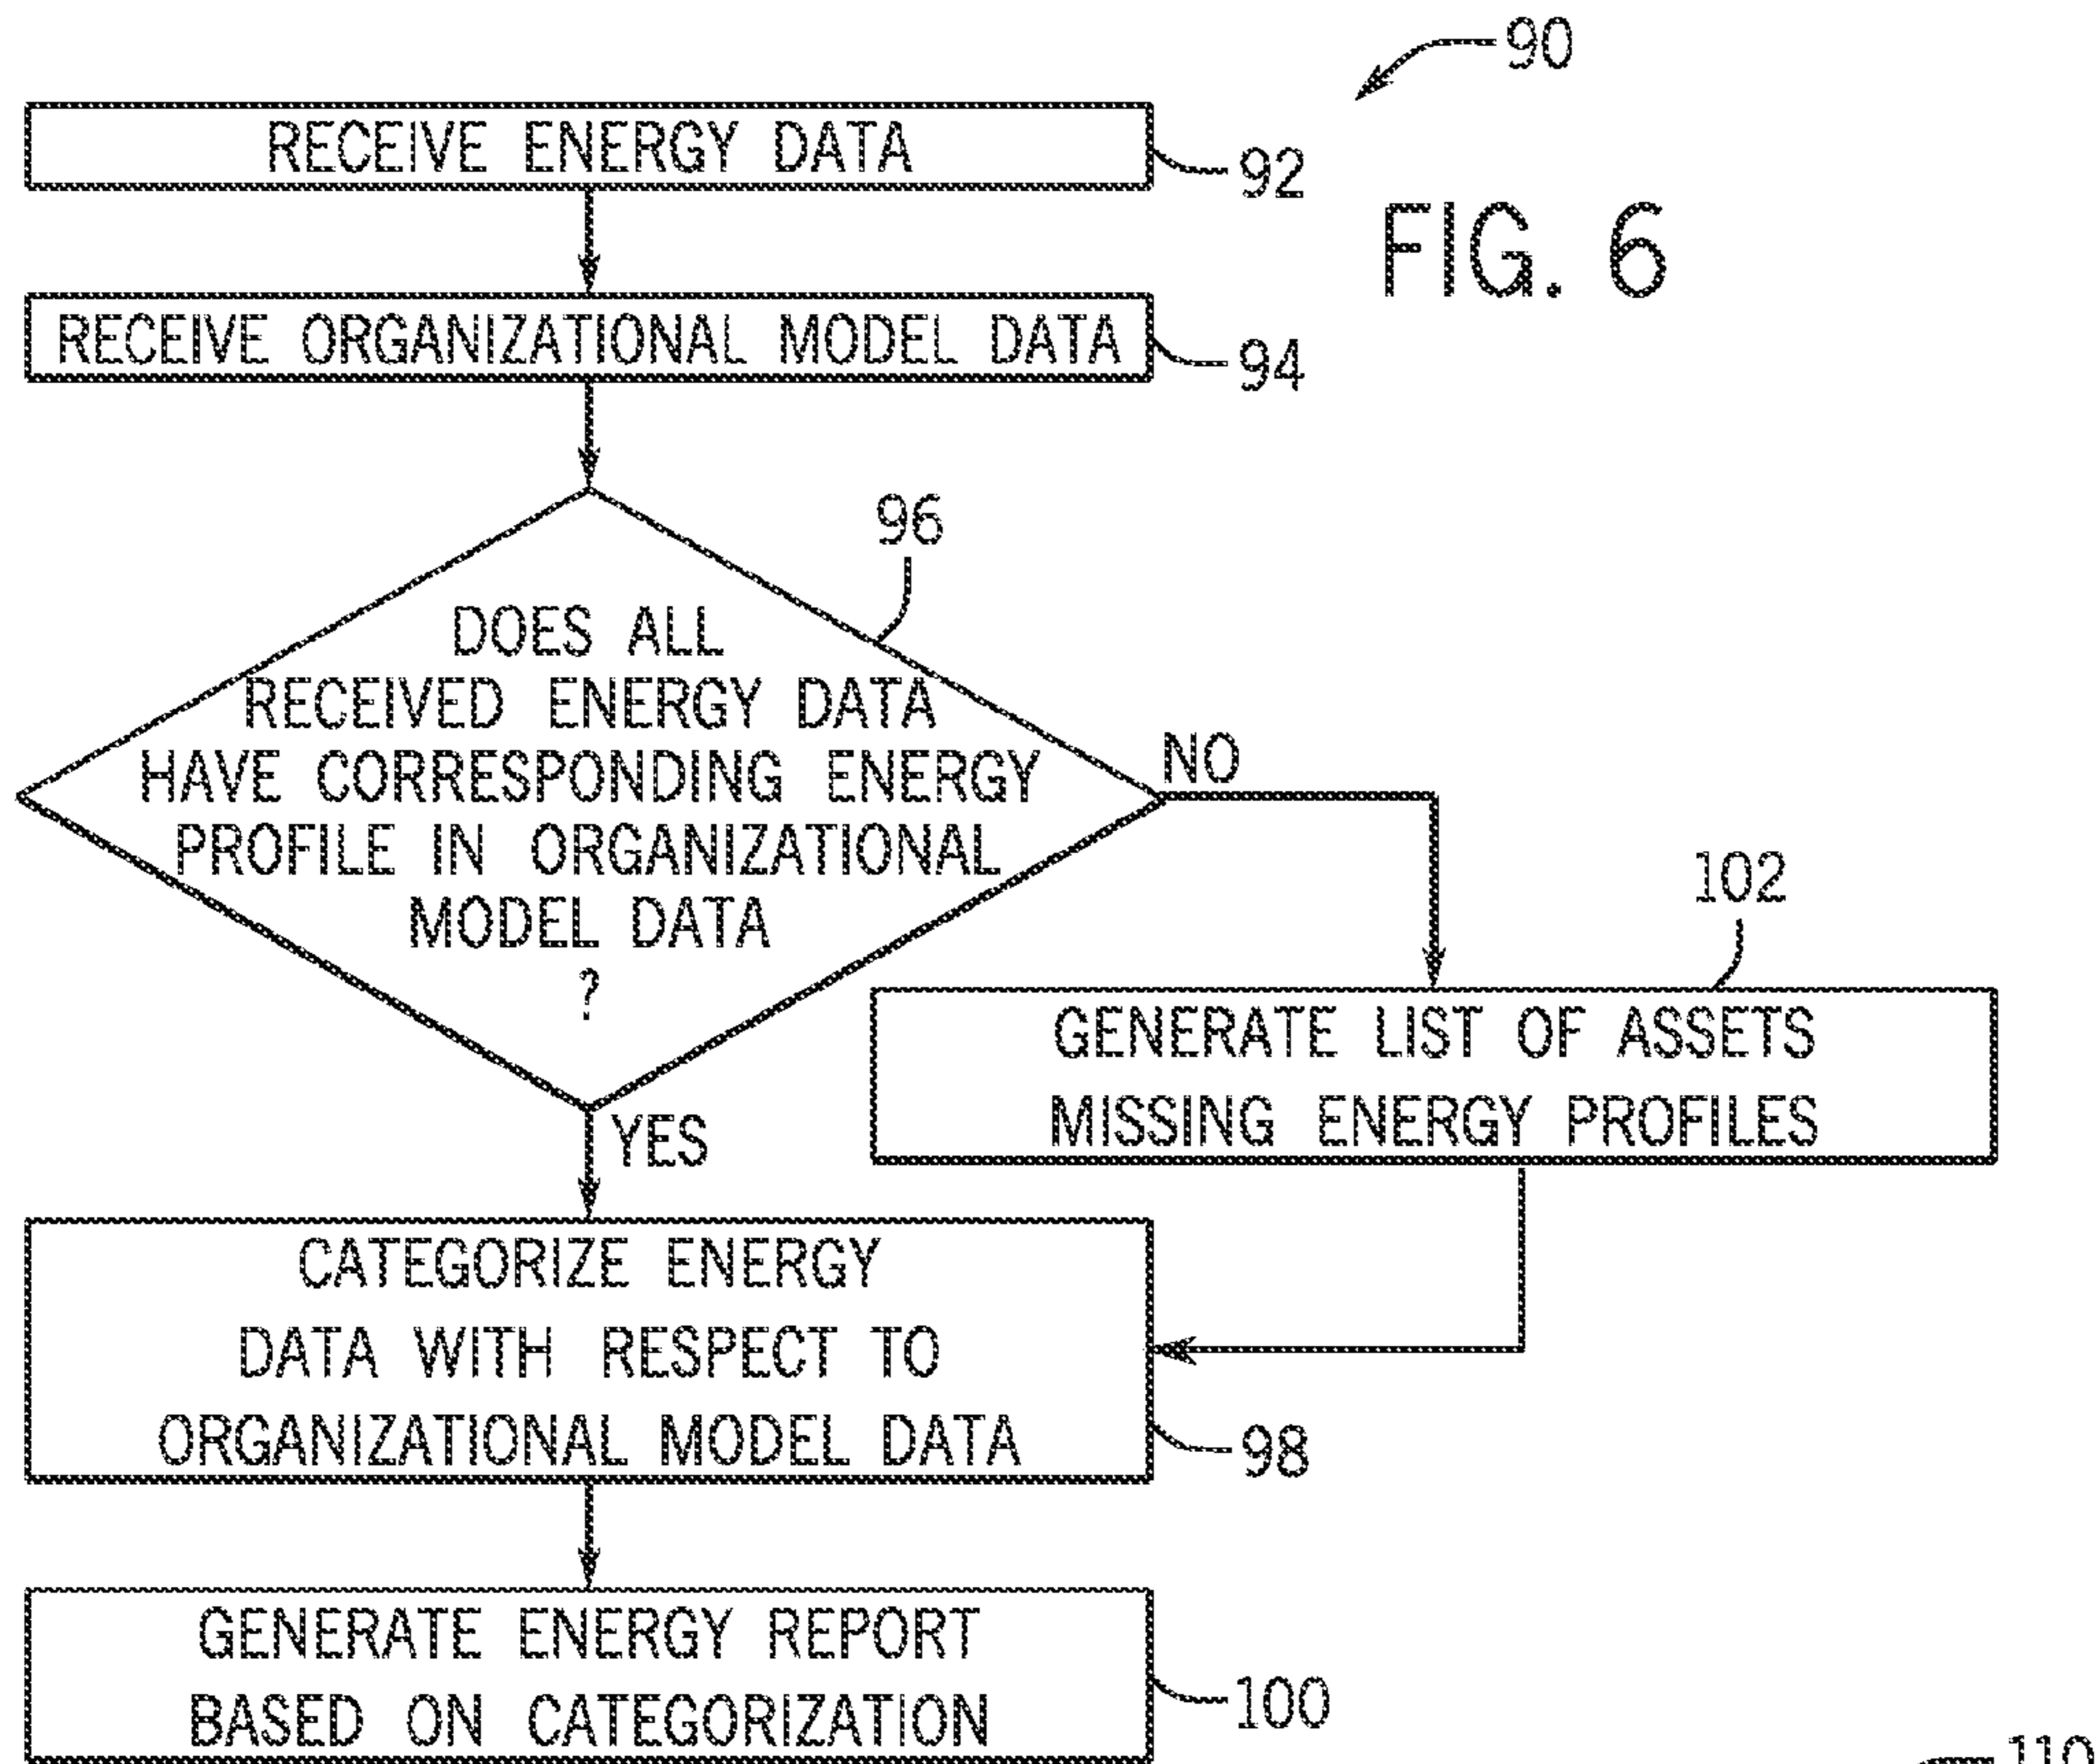 90
RECEIVE ENERGY DATA
92
FIG. 6
RECEIVE ORGANIZATIONAL MODEL DATA
94
96
DOES ALL
RECEIVED ENERGY DATA
HAVE CORRESPONDING ENERGY
PROFILE IN ORGANIZATIONAL
MODEL DATA
?
NO
102
GENERATE LIST OF ASSETS
MISSING ENERGY PROFILES
YES
CATEGORIZE ENERGY
DATA WITH RESPECT TO
ORGANIZATIONAL MODEL DATA
98
GENERATE ENERGY REPORT
BASED ON CATEGORIZATION
100
110